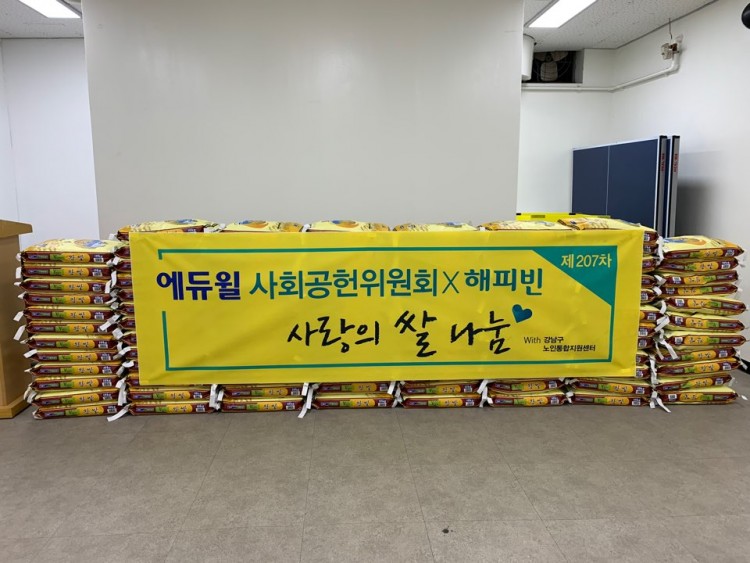 제207차
에듀윌 사회공헌위원회 X 해피빈
사랑의 쌀 나눔
With 강남구
노인통합지원센터